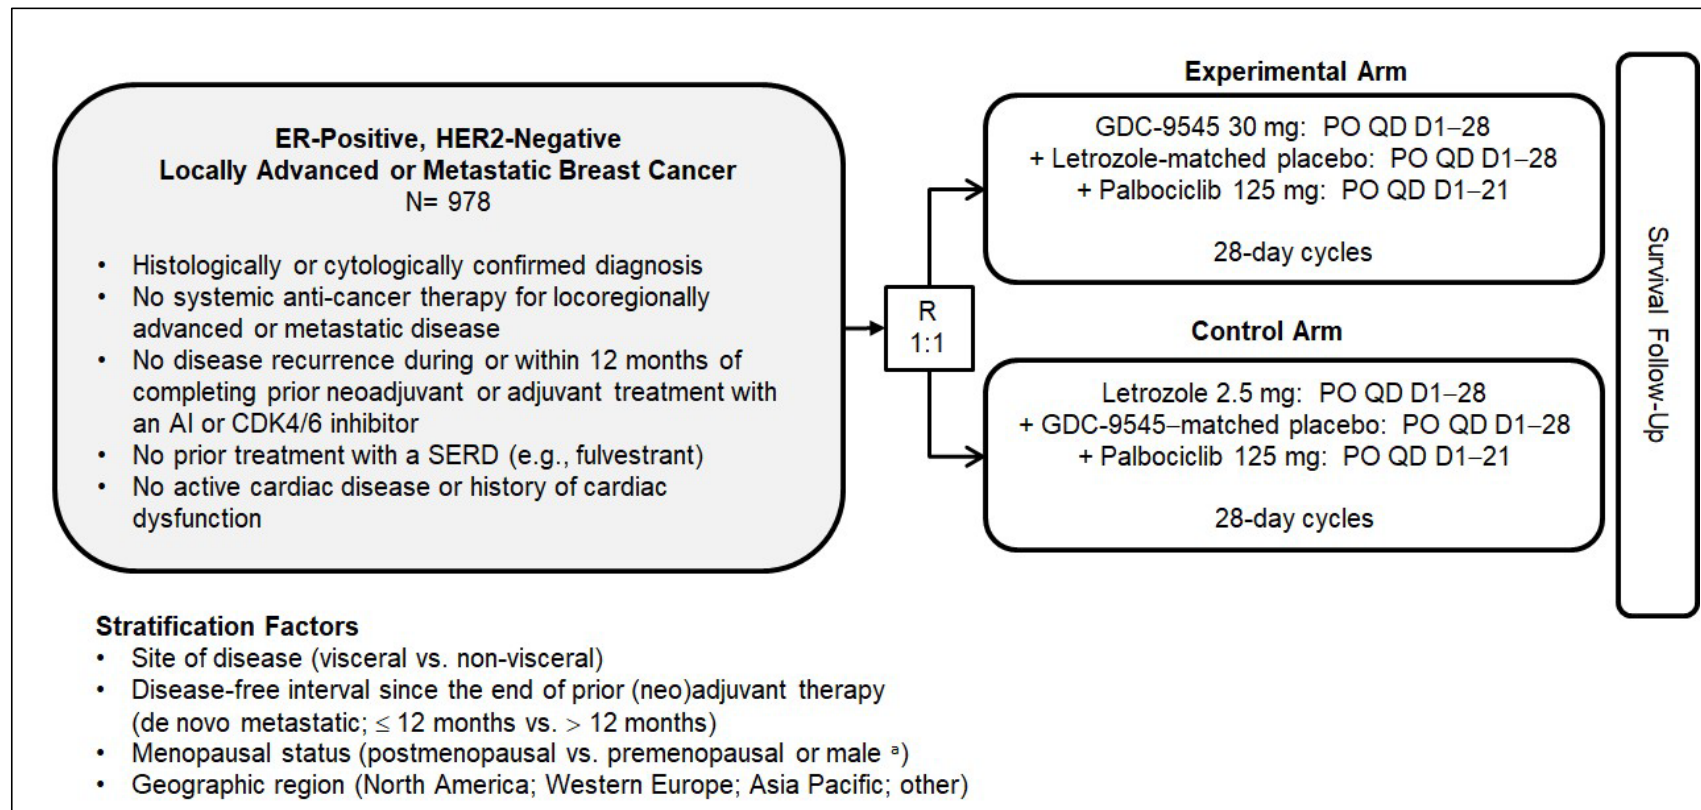 ER-Positive, HER2-Negative
Locally Advanced or Metastatic Breast Cancer
N= 978
• Histologically or cytologically confirmed diagnosis
• No systemic anti-cancer therapy for locoregionally
advanced or metastatic disease
• No disease recurrence during or within 12 months of
completing prior neoadjuvant or adjuvant treatment with
an AI or CDK4/6 inhibitor
• No prior treatment with a SERD (e.g., fulvestrant)
• No active cardiac disease or history of cardiac
dysfunction
R
1:1
Experimental Arm
GDC-9545 30 mg: PO QD D1–28
+ Letrozole-matched placebo: PO QD D1–28
+ Palbociclib 125 mg: PO QD D1–21
28-day cycles
Control Arm
Letrozole 2.5 mg: PO QD D1–28
+ GDC-9545–matched placebo: PO QD D1–28
+ Palbociclib 125 mg: PO QD D1–21
28-day cycles
Survival Follow-Up
Stratification Factors
• Site of disease (visceral vs. non-visceral)
• Disease-free interval since the end of prior (neo)adjuvant therapy
(de novo metastatic; ≤ 12 months vs. > 12 months)
• Menopausal status (postmenopausal vs. premenopausal or male ᵃ)
• Geographic region (North America; Western Europe; Asia Pacific; other)